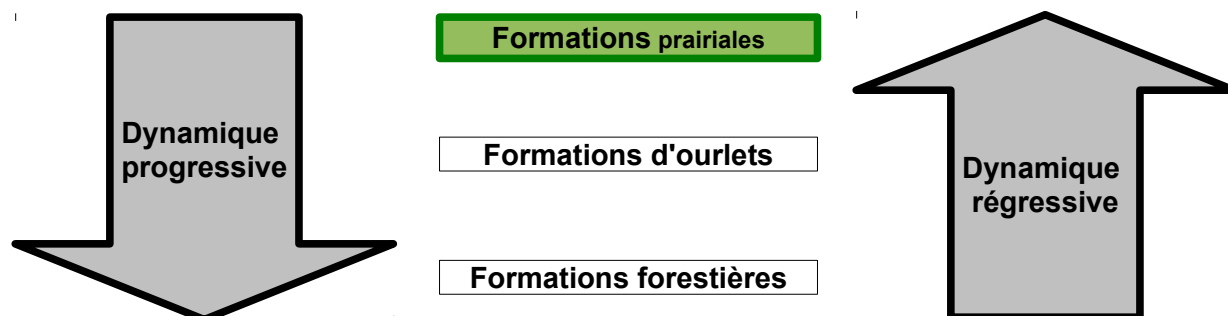 Formations prairiales
Dynamique
progressive
Formations d'ourlets
Dynamique
régressive
Formations forestières